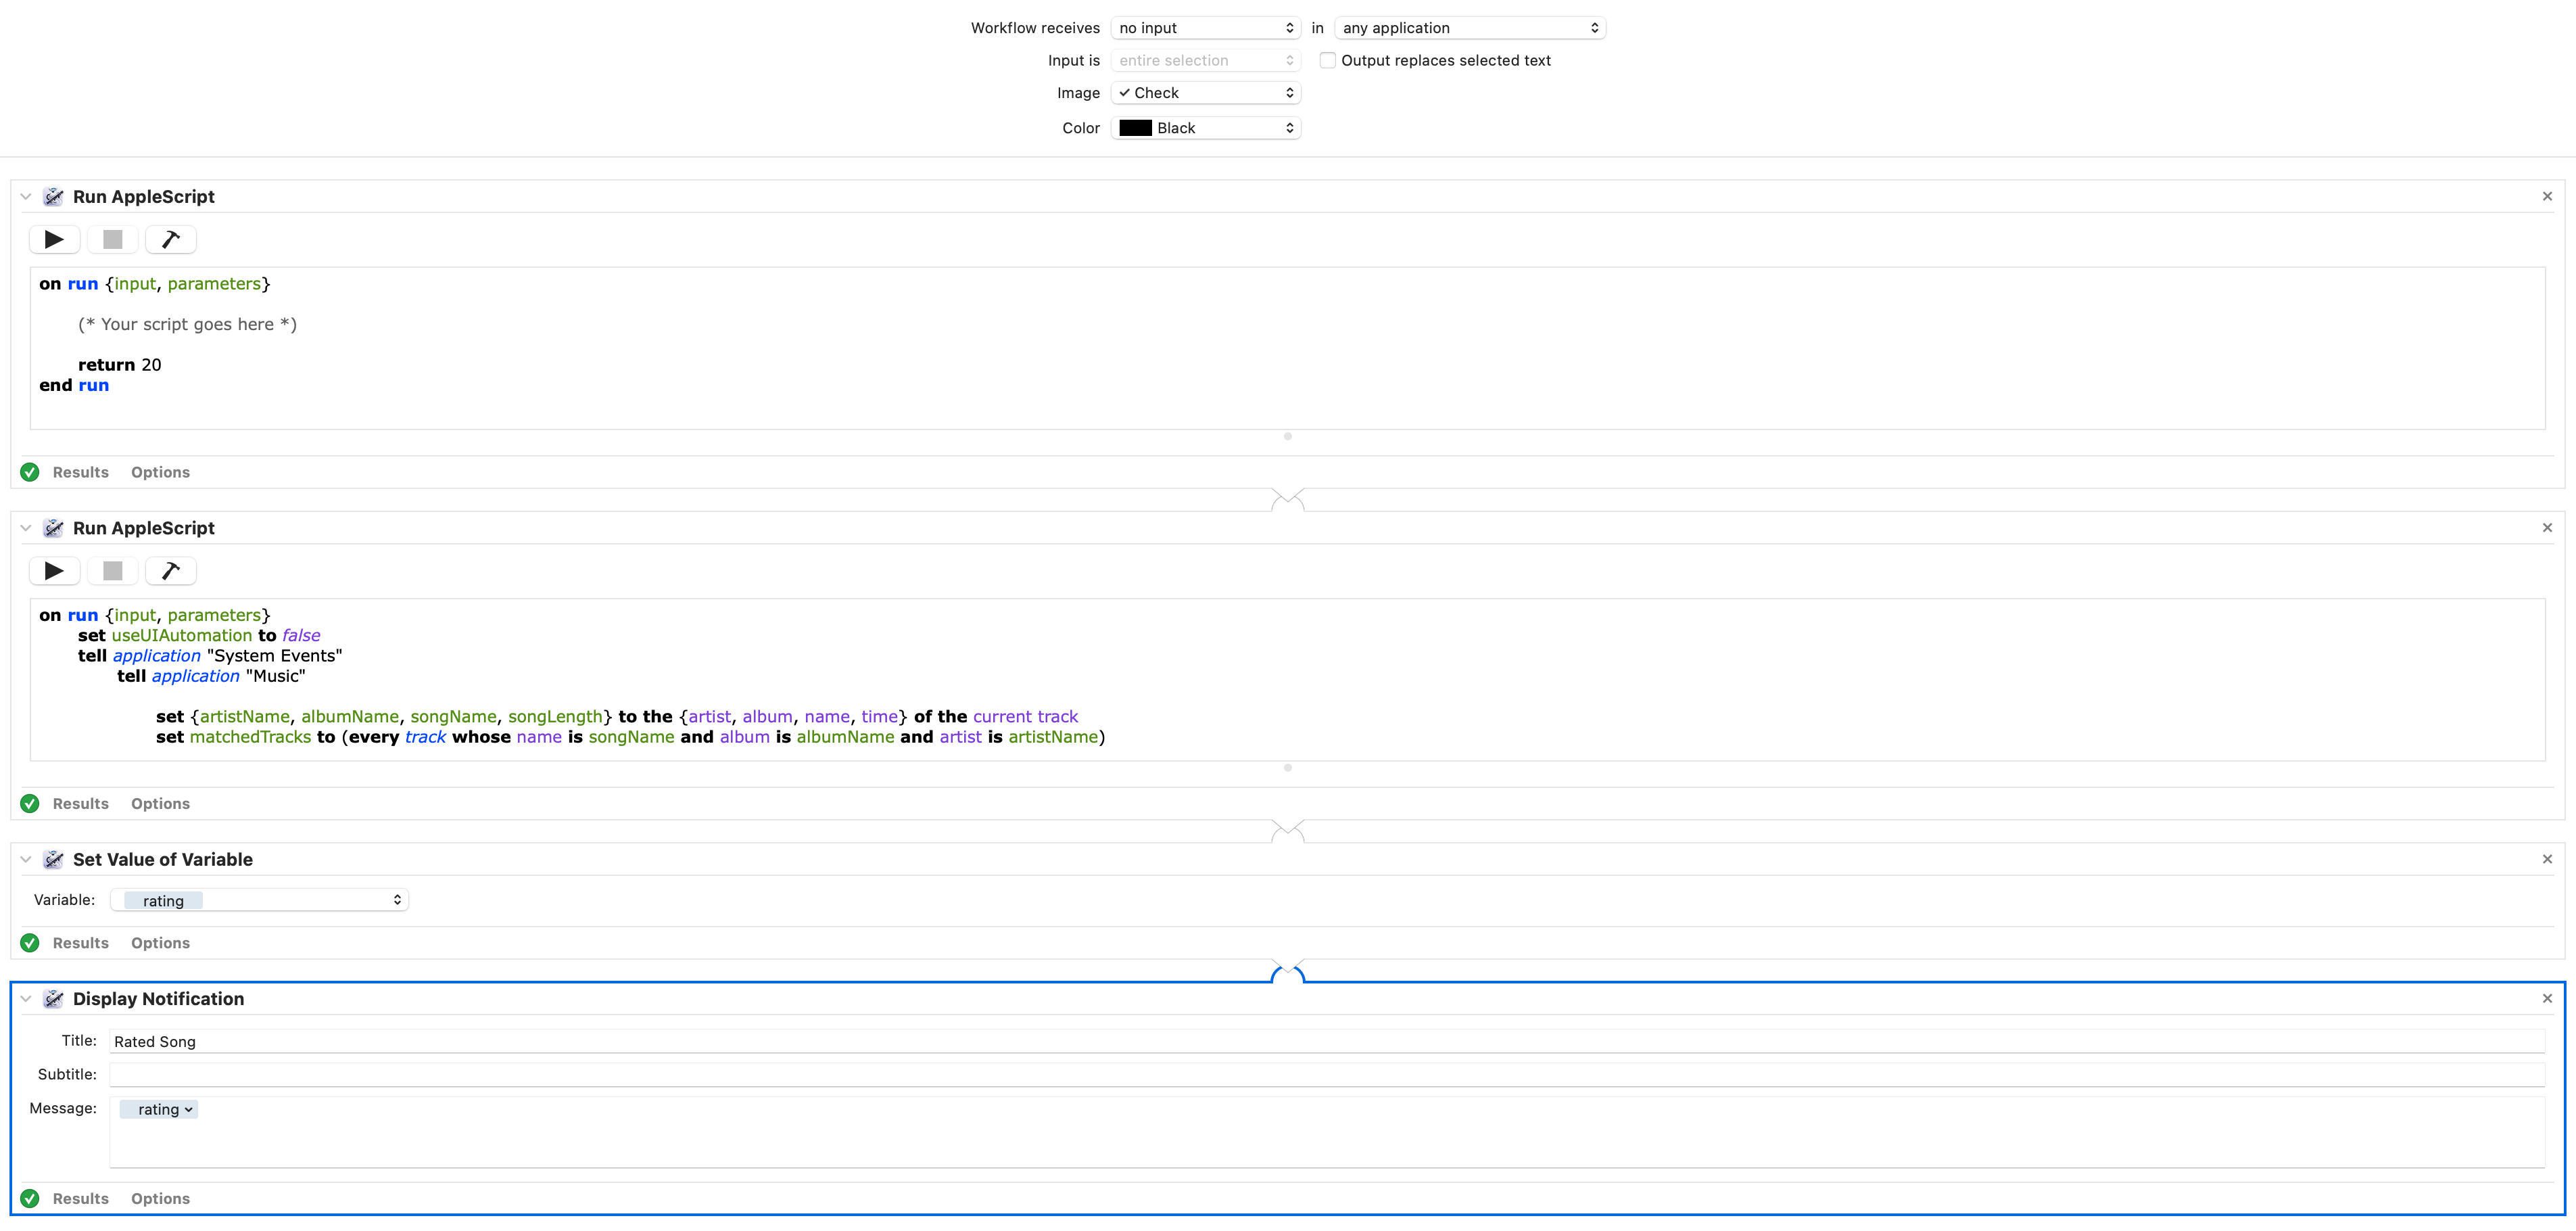 Workflow receives no input in any application
Input is entire selection Output replaces selected text
Image Check
Color Black
Run AppleScript
on run {input, parameters}
(* Your script goes here *)
return 20
end run
Results Options
Run AppleScript
on run {input, parameters}
set useUIAutomation to false
tell application "System Events"
tell application "Music"
set {artistName, albumName, songName, songLength} to the {artist, album, name, time} of the current track
set matchedTracks to (every track whose name is songName and album is albumName and artist is artistName)
Results Options
Set Value of Variable
Variable: rating
Results Options
Display Notification
Title: Rated Song
Subtitle:
Message: rating
Results Options